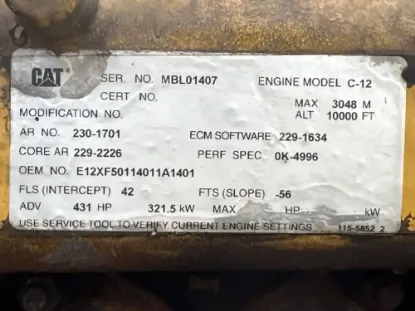 CAT SER. NO. MBL01407 ENGINE MODEL C-12
CERT NO. MAX 3048 M
MODIFICATION NO. ALT 10000 FT
AR NO. 230-1701 ECM SOFTWARE 229-1634
CORE AR 229-2226 PERF SPEC 0K-4996
OEM NO. E12XF50114011A1401
FLS (INTERCEPT) 42 FTS (SLOPE) -56
ADV 431 HP 321.5 kW MAX HP kW
USE SERVICE TOOL TO VERIFY CURRENT ENGINE SETTINGS 115-5852 2